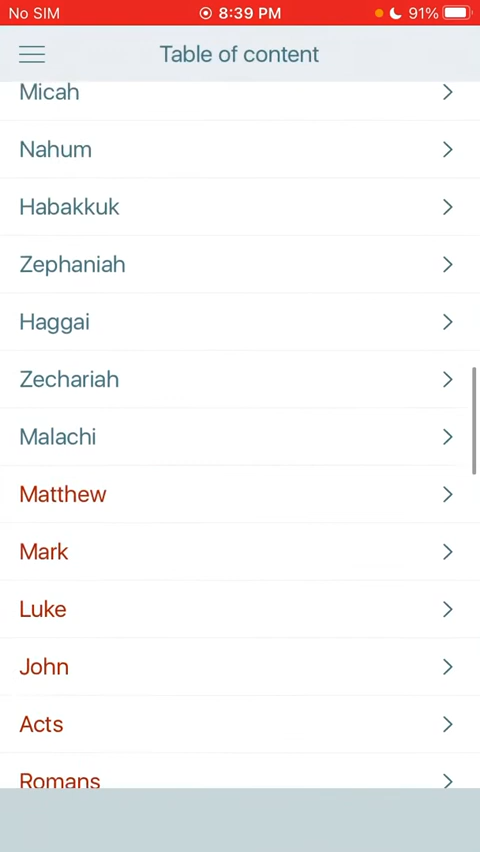 No SIM 8:39 PM 91%
Table of content
Micah
Nahum
Habakkuk
Zephaniah
Haggai
Zechariah
Malachi
Matthew
Mark
Luke
John
Acts
Romans